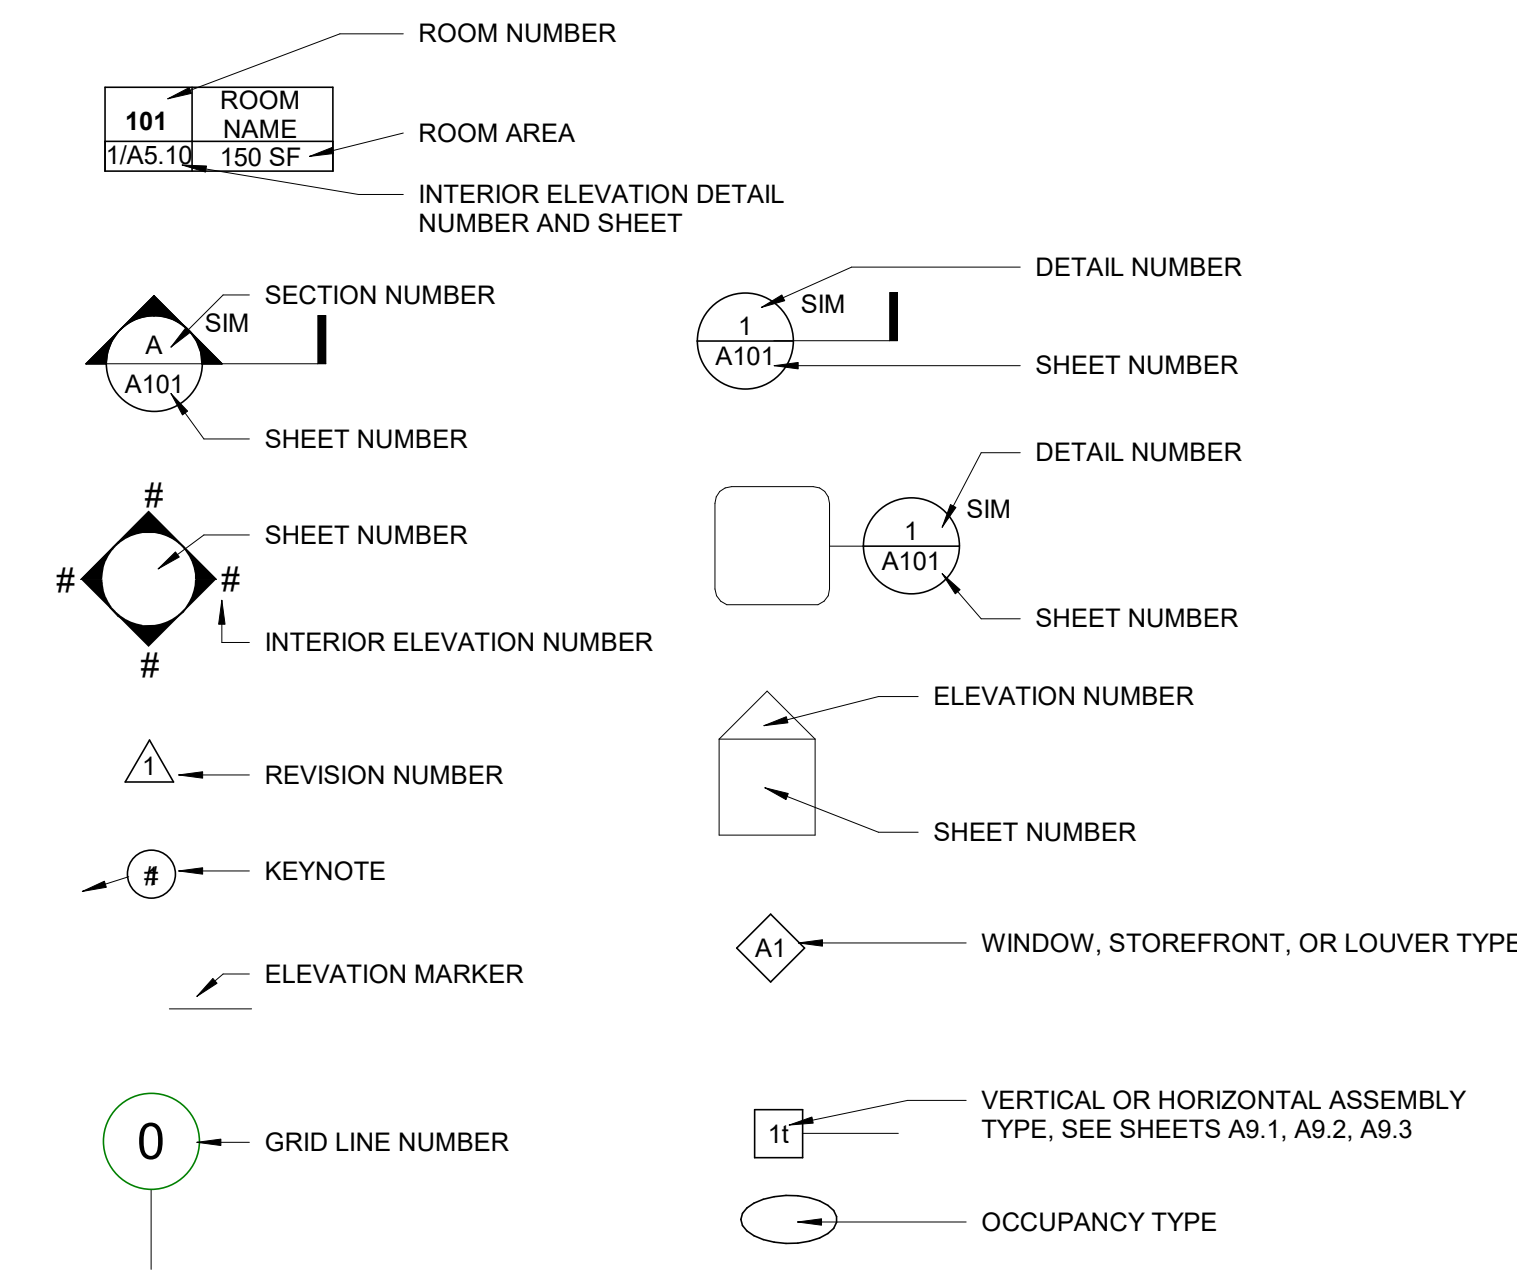 ROOM NUMBER
101
ROOM
NAME
1/A5.10
150 SF
ROOM AREA
INTERIOR ELEVATION DETAIL
NUMBER AND SHEET
SECTION NUMBER
SIM
A
A101
SHEET NUMBER
DETAIL NUMBER
SIM
1
A101
SHEET NUMBER
#
SHEET NUMBER
#
#
INTERIOR ELEVATION NUMBER
#
DETAIL NUMBER
SIM
1
A101
SHEET NUMBER
1
REVISION NUMBER
ELEVATION NUMBER
SHEET NUMBER
#
KEYNOTE
ELEVATION MARKER
A1
WINDOW, STOREFRONT, OR LOUVER TYPE
0
GRID LINE NUMBER
1t
VERTICAL OR HORIZONTAL ASSEMBLY
TYPE, SEE SHEETS A9.1, A9.2, A9.3
OCCUPANCY TYPE